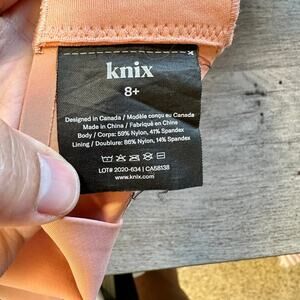 knix
8+
Designed in Canada / Modèle conçu au Canada
Made in China / Fabriqué en Chine
Body / Corps: 59% Nylon, 41% Spandex
Lining / Doublure: 86% Nylon, 14% Spandex
LOT# 2020-634 | CA58138
www.knix.com